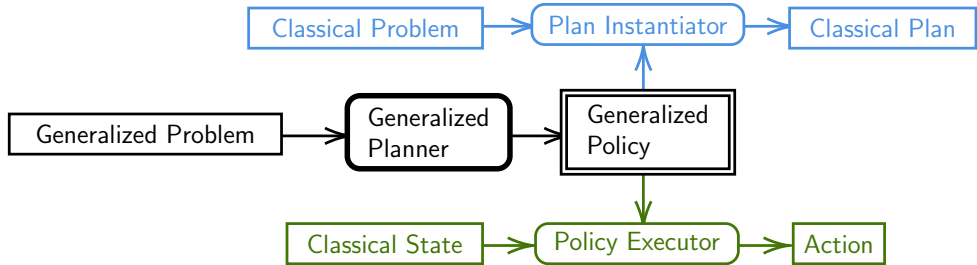 Classical Problem
Plan Instantiator
Classical Plan
Generalized Problem
Generalized
Planner
Generalized
Policy
Classical State
Policy Executor
Action